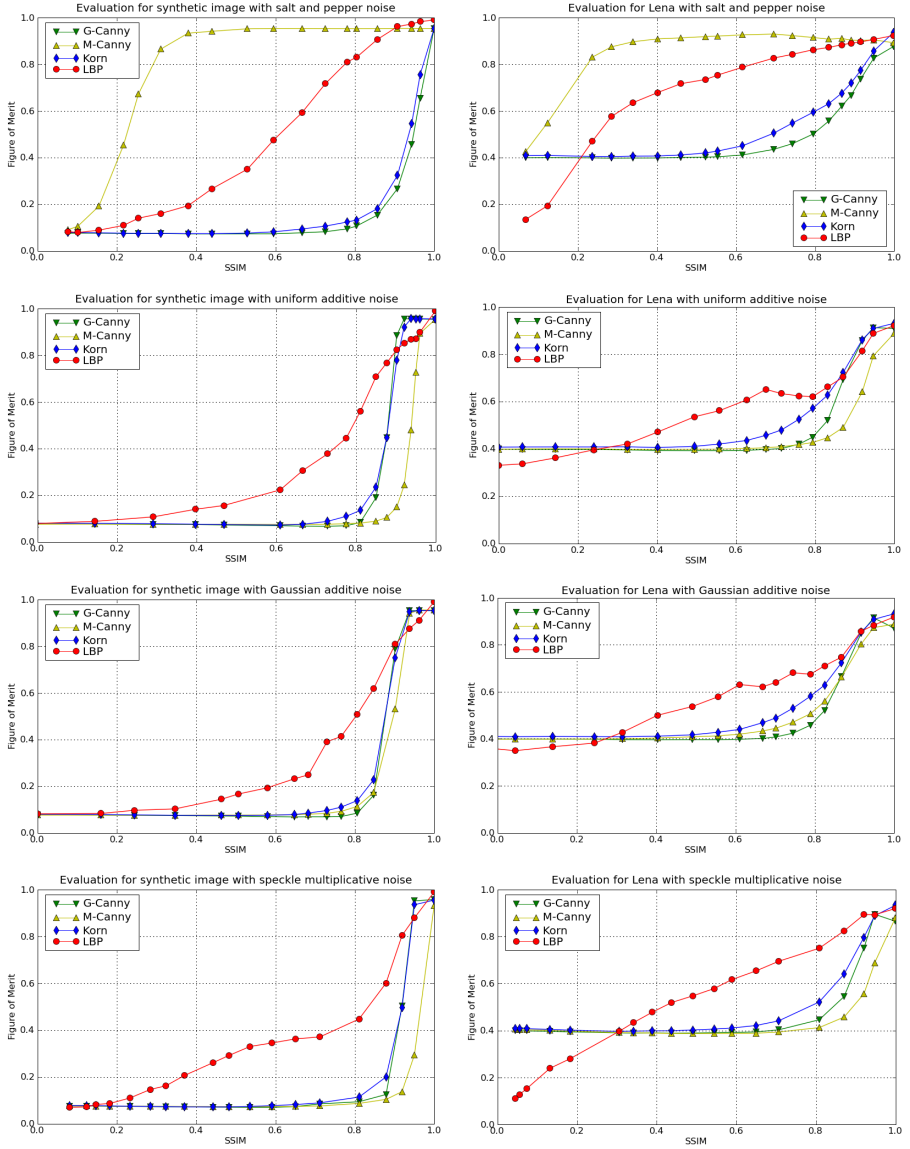 Evaluation for synthetic image with salt and pepper noise
1.0
0.8
0.6
0.4
0.2
0.0
Figure of Merit
G-Canny
M-Canny
Korn
LBP
0.0 0.2 0.4 0.6 0.8 1.0
SSIM
Evaluation for Lena with salt and pepper noise
1.0
0.8
0.6
0.4
0.2
0.0
Figure of Merit
G-Canny
M-Canny
Korn
LBP
0.0 0.2 0.4 0.6 0.8 1.0
SSIM
Evaluation for synthetic image with uniform additive noise
1.0
0.8
0.6
0.4
0.2
0.0
Figure of Merit
G-Canny
M-Canny
Korn
LBP
0.0 0.2 0.4 0.6 0.8 1.0
SSIM
Evaluation for Lena with uniform additive noise
1.0
0.8
0.6
0.4
0.2
0.0
Figure of Merit
G-Canny
M-Canny
Korn
LBP
0.0 0.2 0.4 0.6 0.8 1.0
SSIM
Evaluation for synthetic image with Gaussian additive noise
1.0
0.8
0.6
0.4
0.2
0.0
Figure of Merit
G-Canny
M-Canny
Korn
LBP
0.0 0.2 0.4 0.6 0.8 1.0
SSIM
Evaluation for Lena with Gaussian additive noise
1.0
0.8
0.6
0.4
0.2
0.0
Figure of Merit
G-Canny
M-Canny
Korn
LBP
0.0 0.2 0.4 0.6 0.8 1.0
SSIM
Evaluation for synthetic image with speckle multiplicative noise
1.0
0.8
0.6
0.4
0.2
0.0
Figure of Merit
G-Canny
M-Canny
Korn
LBP
0.0 0.2 0.4 0.6 0.8 1.0
SSIM
Evaluation for Lena with speckle multiplicative noise
1.0
0.8
0.6
0.4
0.2
0.0
Figure of Merit
G-Canny
M-Canny
Korn
LBP
0.0 0.2 0.4 0.6 0.8 1.0
SSIM